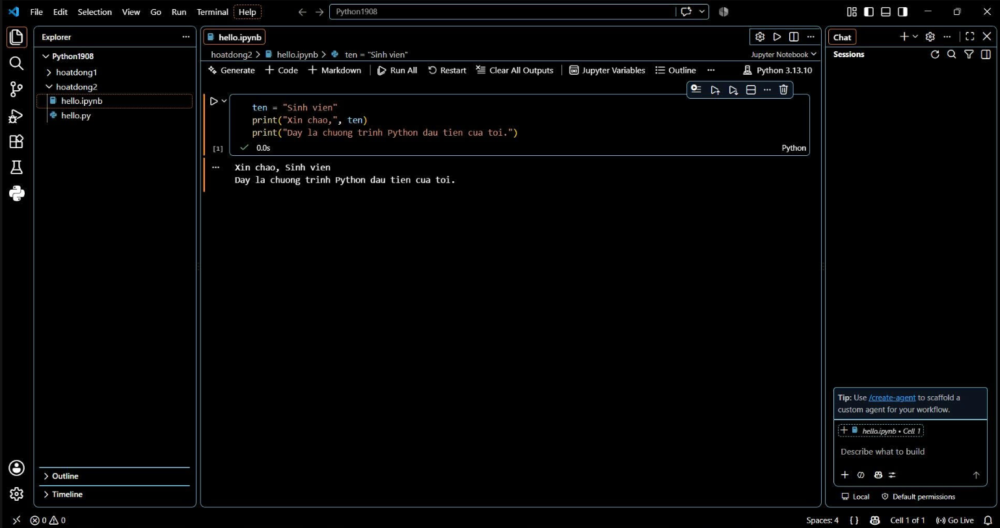 File Edit Selection View Go Run Terminal Help
Python1908
Explorer
Python1908
hoatdong1
hoatdong2
hello.ipynb
hello.py
Outline
Timeline
hello.ipynb
hoatdong2 > hello.ipynb > ten = "Sinh vien"
Jupyter Notebook
Generate + Code + Markdown Run All Restart Clear All Outputs Jupyter Variables Outline ... Python 3.13.10
ten = "Sinh vien"
print("Xin chao,", ten)
print("Day la chuong trinh Python dau tien cua toi.")
[1] 0.0s Python
Xin chao, Sinh vien
Day la chuong trinh Python dau tien cua toi.
Chat
Sessions
Tip: Use /create-agent to scaffold a
custom agent for your workflow.
hello.ipynb • Cell 1
Describe what to build
Local Default permissions
0 0
Spaces: 4 {} Cell 1 of 1 Go Live